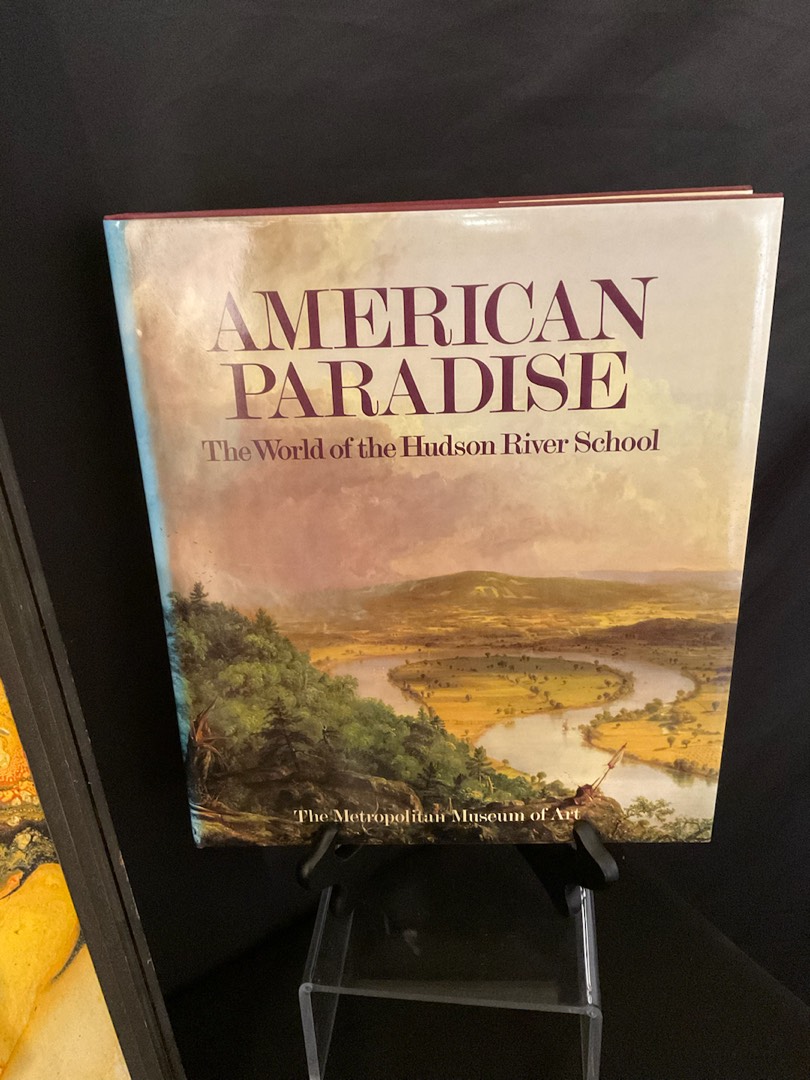 AMERICAN
PARADISE
The World of the Hudson River School
The Metropolitan Museum of Art